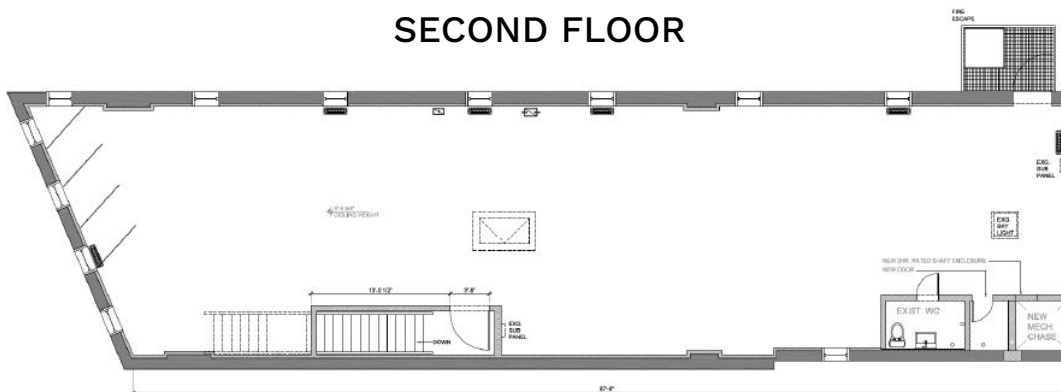 SECOND FLOOR
FIRE
ESCAPE
EXG.
SUB
PANEL
CEILING HEIGHT
EXG
SKY
LIGHT
NEW 2HR. RATED SHAFT ENCLOSURE
NEW DOOR
EXIST. WC
NEW
MECH.
CHASE
EXG
SUB
PANEL
DOWN